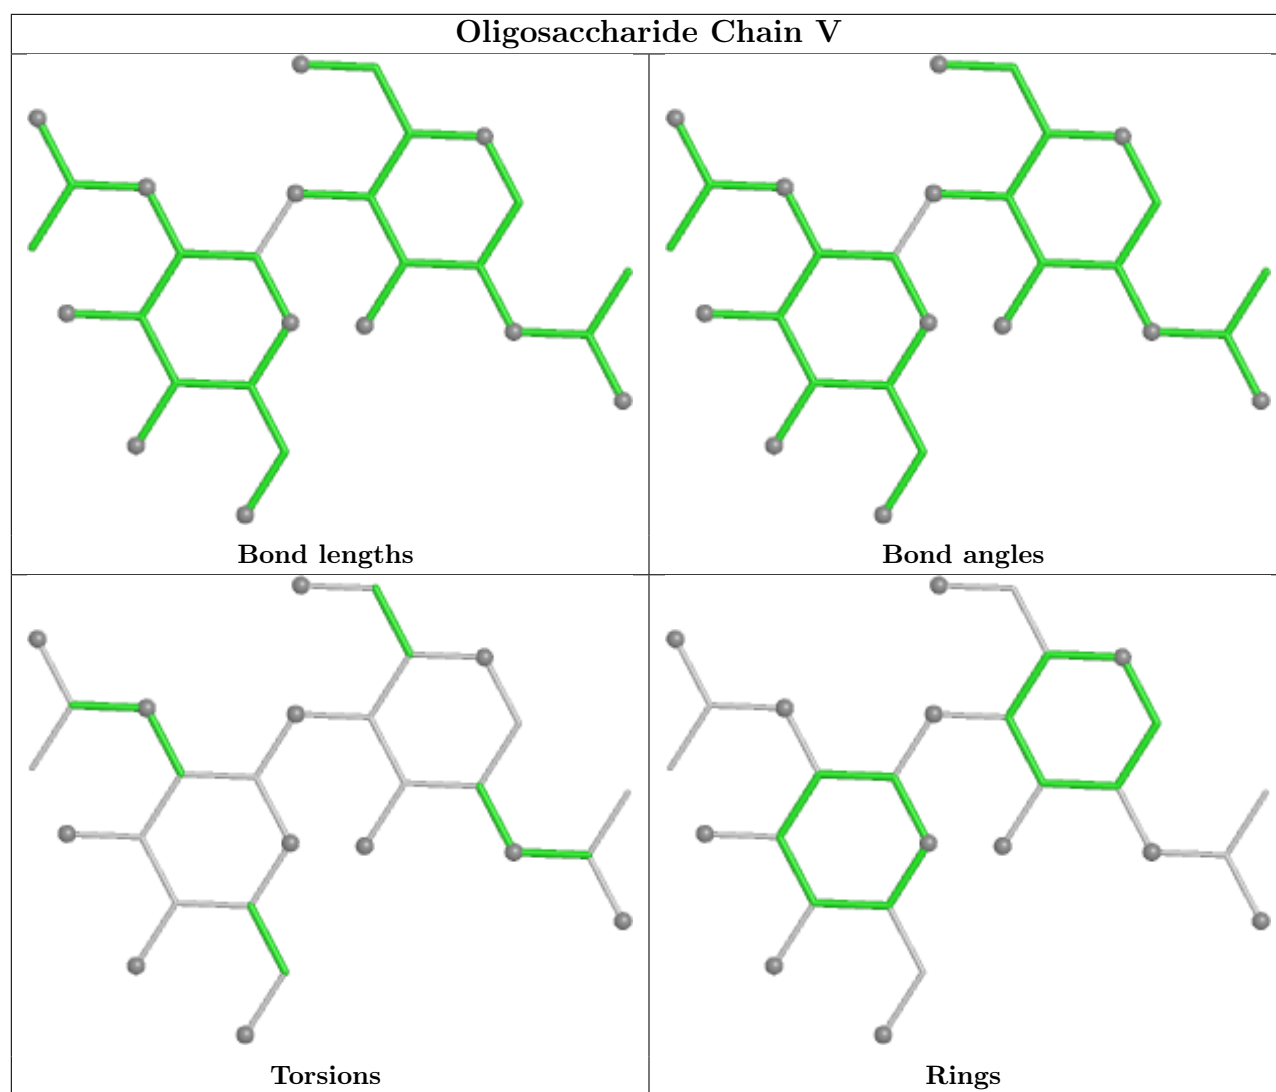 Oligosaccharide Chain V
Bond lengths
Bond angles
Torsions
Rings